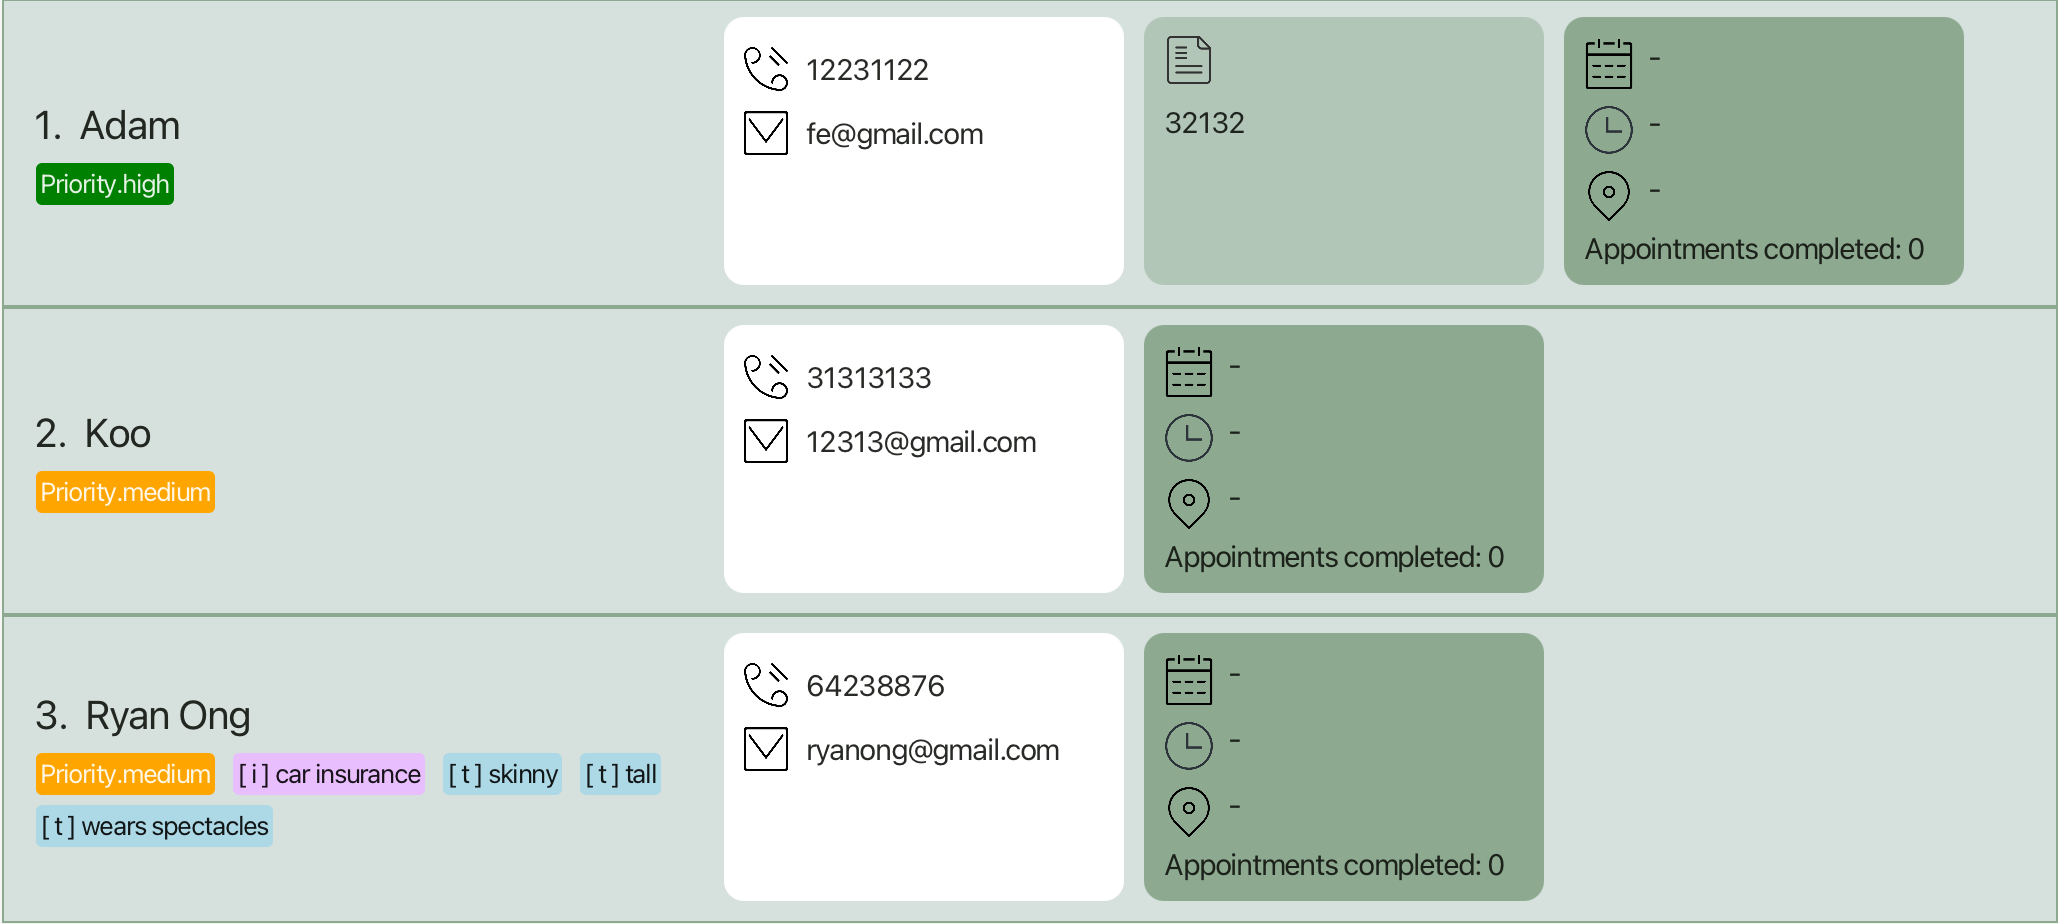 1. Adam
Priority.high
12231122
fe@gmail.com
32132
-
-
-
Appointments completed: 0
2. Koo
Priority.medium
31313133
12313@gmail.com
-
-
-
Appointments completed: 0
3. Ryan Ong
Priority.medium [ i ] car insurance [ t ] skinny [ t ] tall
[ t ] wears spectacles
64238876
ryanong@gmail.com
-
-
-
Appointments completed: 0